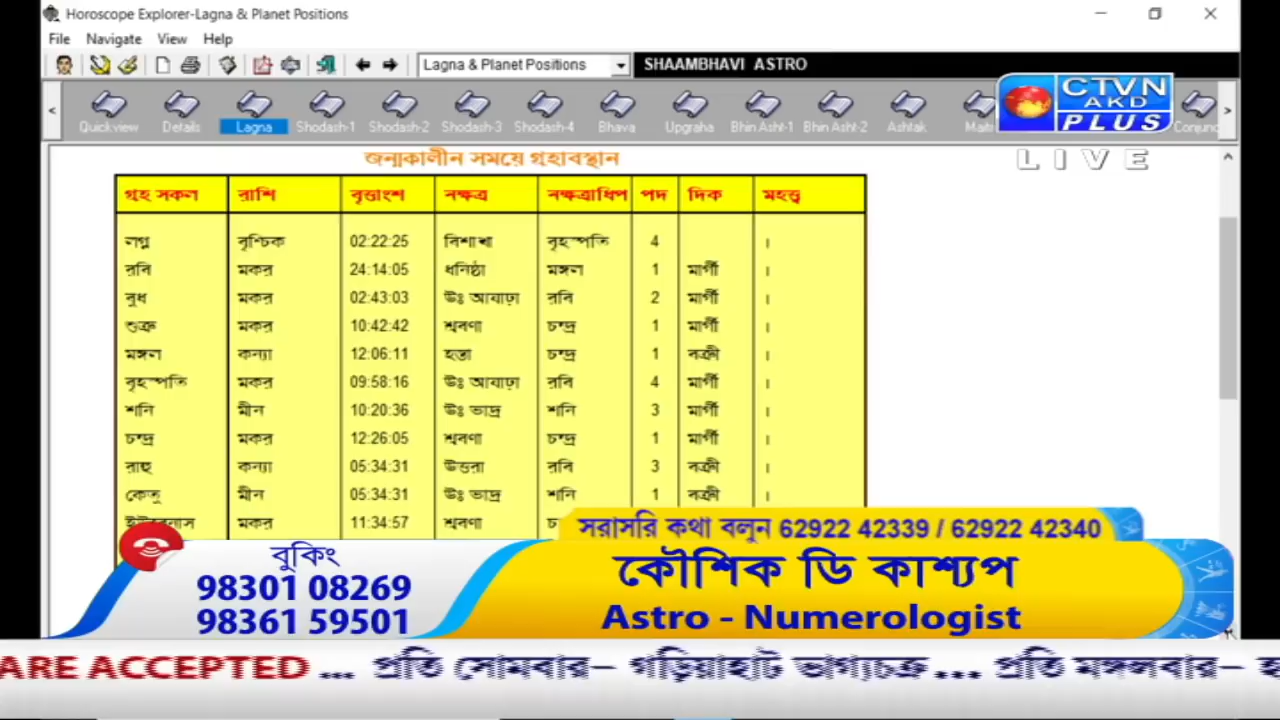 Horoscope Explorer-Lagna & Planet Positions
File Navigate View Help
Lagna & Planet Positions SHAAMBHAVI ASTRO
CTVN
AKD
PLUS
LIVE
< Quickview Details Lagna Shodash-1 Shodash-2 Shodash-3 Shodash-4 Bhava Upgraha Bhin Asht-1 Bhin Asht-2 Ashtak >
জন্মকালীন সময়ে গৃহাবস্থান
গৃহ সকল রাশি বৃত্তাংশ নক্ষত্র নক্ষত্রাধিপ পদ দিক মহত্ত্ব
লগ্ন বৃশ্চিক 02:22:25 বিশাখা বৃহস্পতি 4 ।
রবি মকর 24:14:05 ধনিষ্ঠা মঙ্গল 1 মার্গী ।
বুধ মকর 02:43:03 উঃ আষাঢ়া রবি 2 মার্গী ।
শুক্র মকর 10:42:42 শ্রবণা চন্দ্র 1 মার্গী ।
মঙ্গল কন্যা 12:06:11 হস্তা চন্দ্র 1 বক্রী ।
বৃহস্পতি মকর 09:58:16 উঃ আষাঢ়া রবি 4 মার্গী ।
শনি মীন 10:20:36 উঃ ভাদ্র শনি 3 মার্গী ।
চন্দ্র মকর 12:26:05 শ্রবণা চন্দ্র 1 মার্গী ।
রাহু কন্যা 05:34:31 উত্তরা রবি 3 বক্রী ।
কেতু মীন 05:34:31 উঃ ভাদ্র শনি 1 বক্রী ।
ইউরেনাস মকর 11:34:57 শ্রবণা
সরাসরি কথা বলুন 62922 42339 / 62922 42340
বুকিং
98301 08269
98361 59501
কৌশিক ডি কাশ্যপ
Astro - Numerologist
ARE ACCEPTED ... প্রতি সোমবার– গড়িয়াহাট ভাগ্যচক্র... প্রতি মঙ্গলবার–